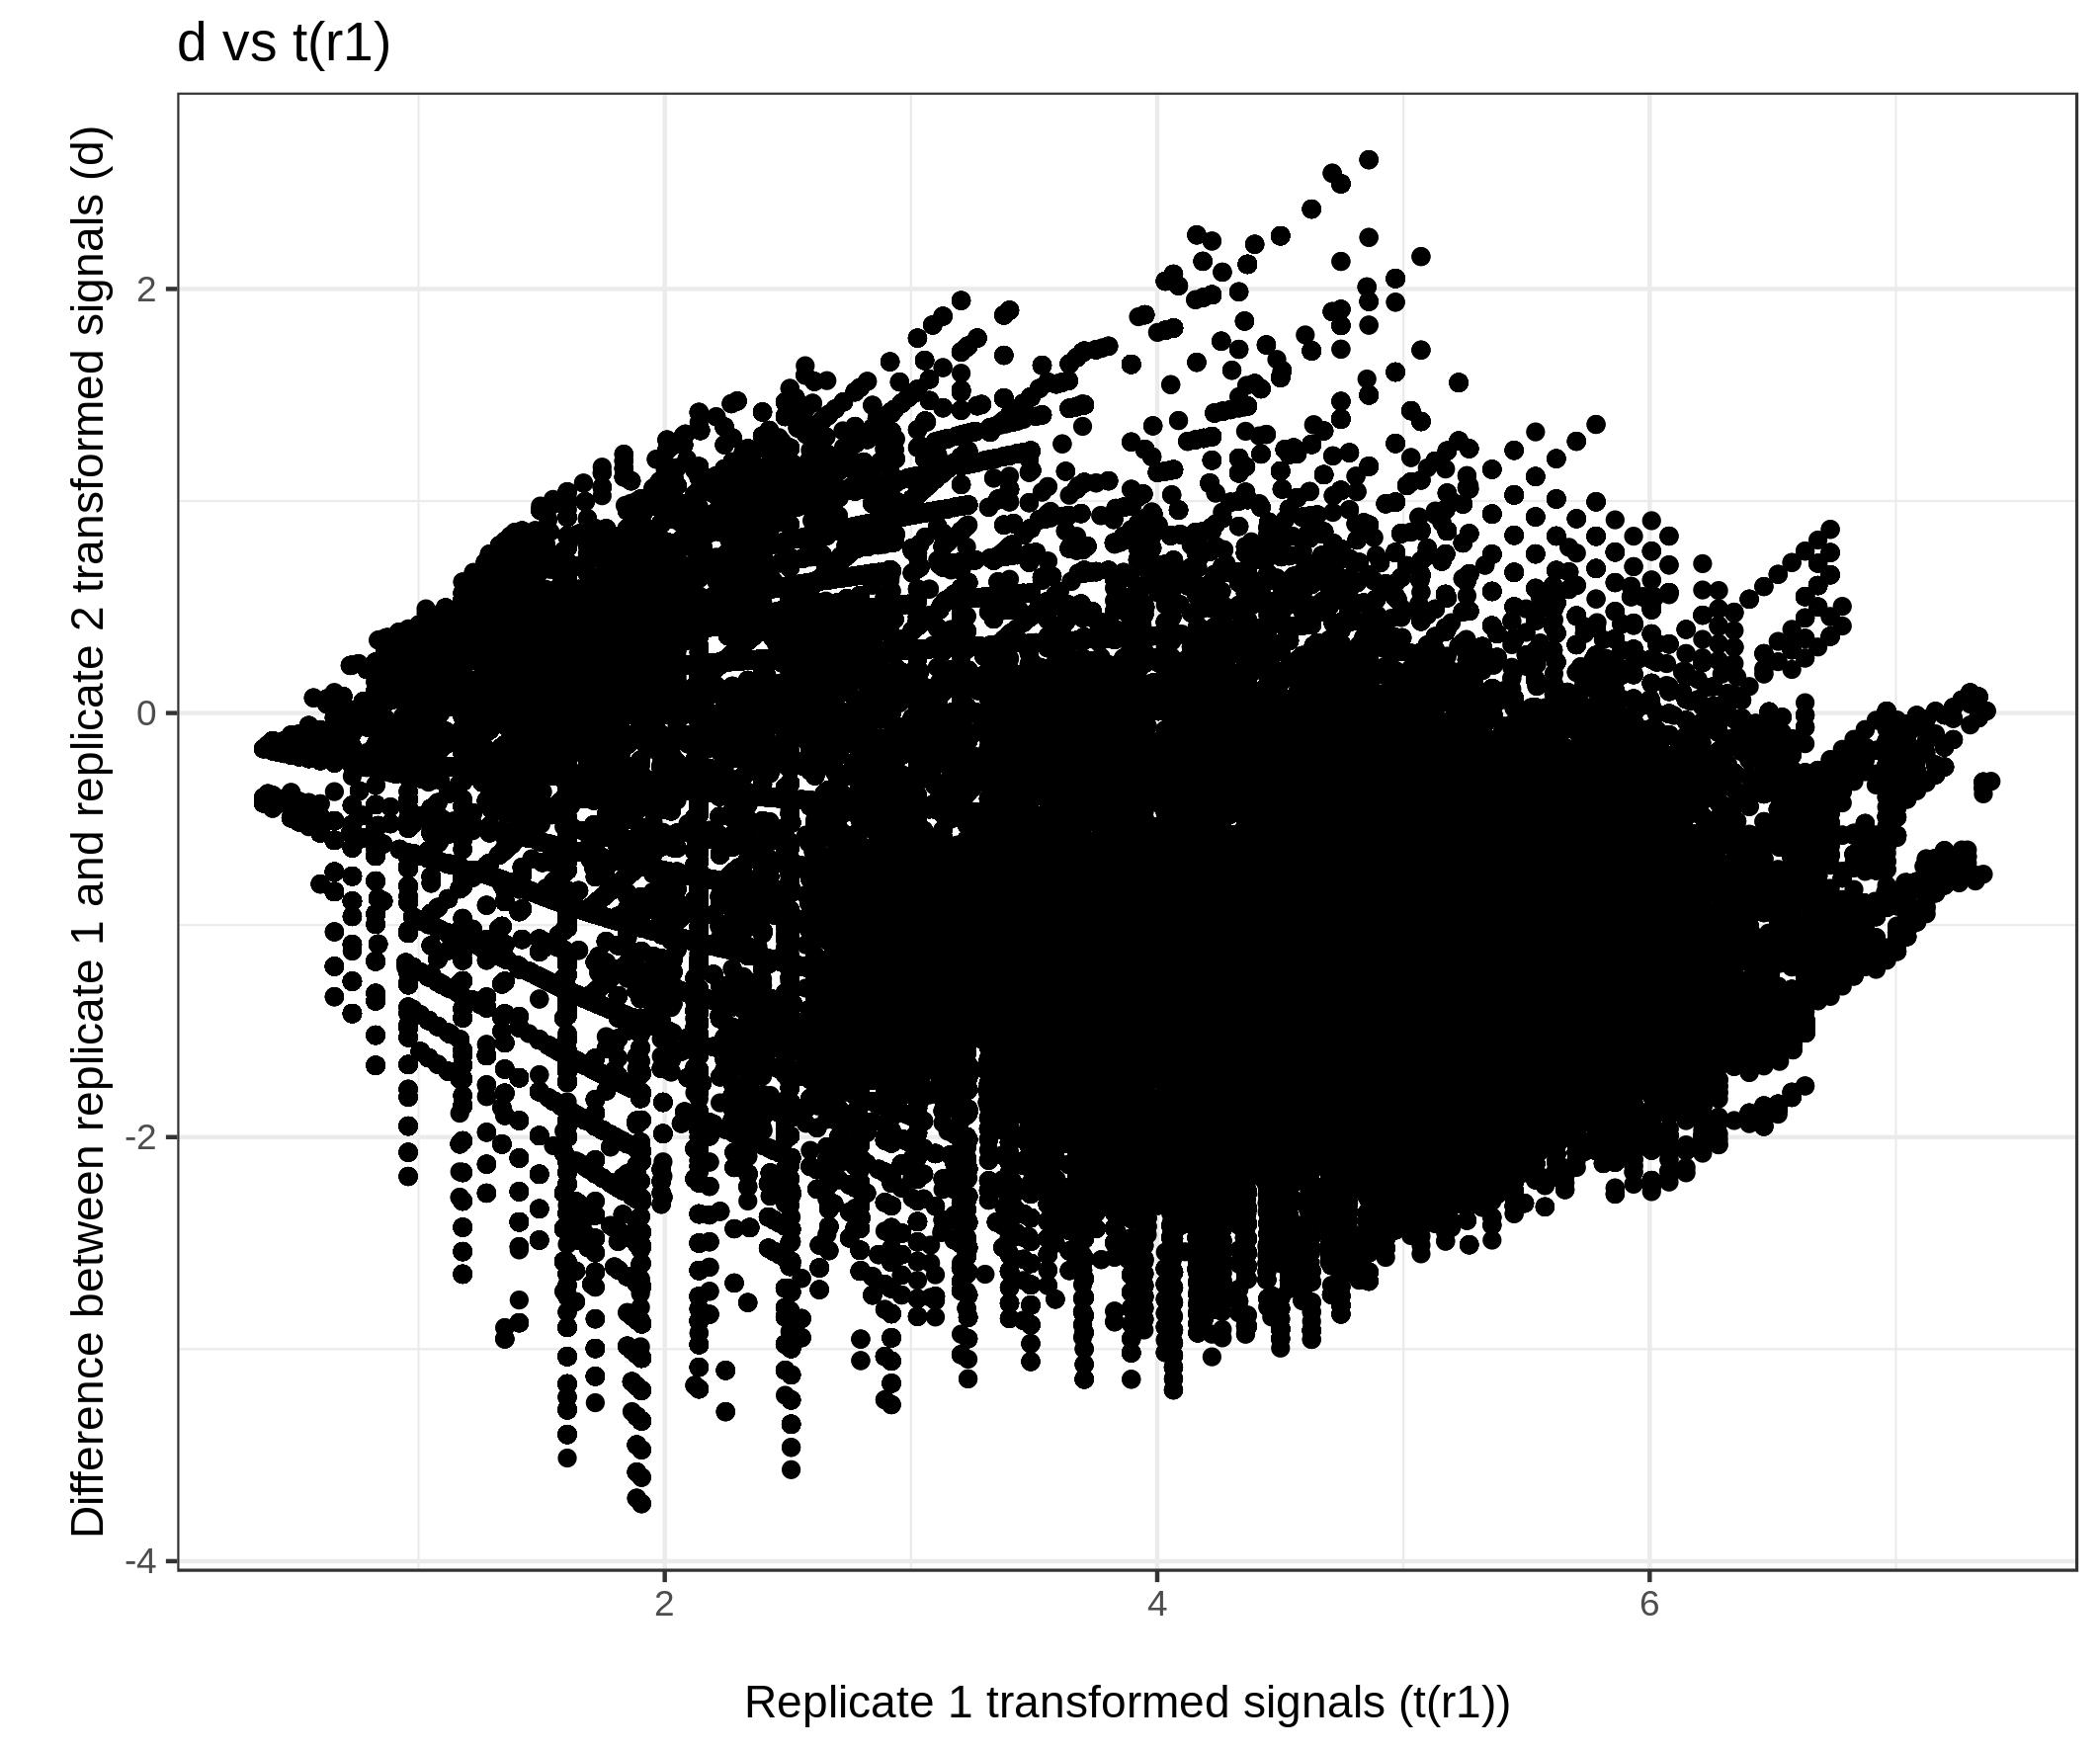 d vs t(r1)
Difference between replicate 1 and replicate 2 transformed signals (d)
2
0
-2
-4
2
4
6
Replicate 1 transformed signals (t(r1))